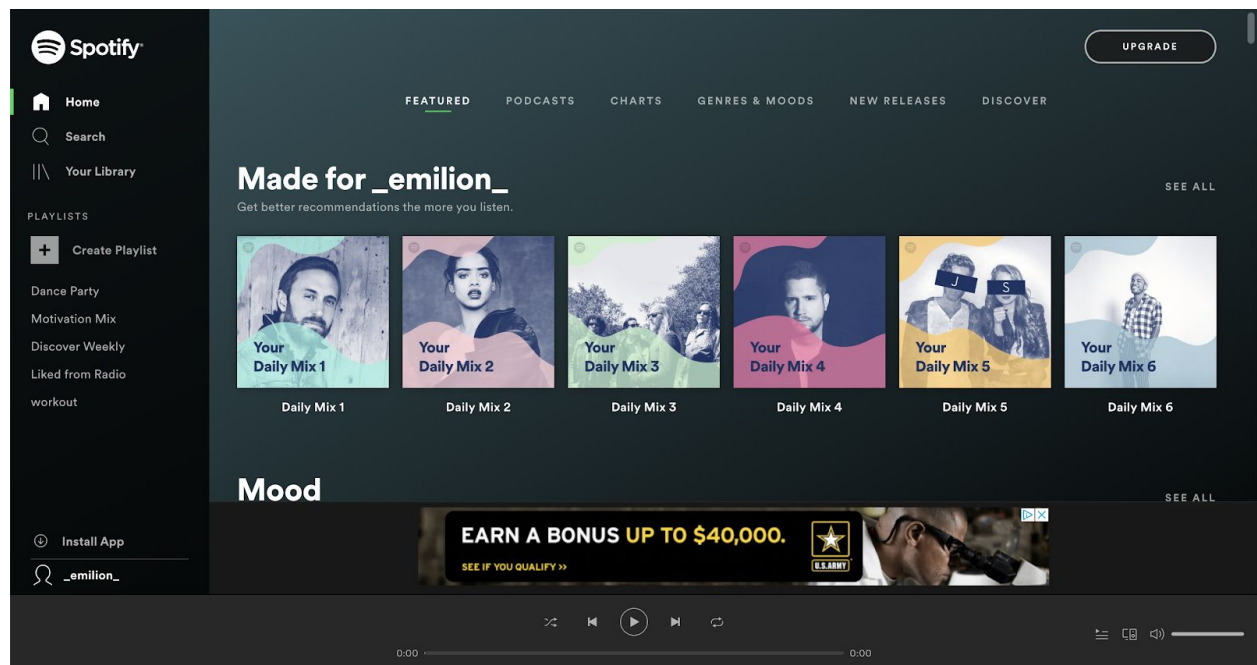 Spotify
UPGRADE
Home
Search
Your Library
PLAYLISTS
Create Playlist
Dance Party
Motivation Mix
Discover Weekly
Liked from Radio
workout
Install App
_emilion_
FEATURED PODCASTS CHARTS GENRES & MOODS NEW RELEASES DISCOVER
Made for _emilion_
SEE ALL
Get better recommendations the more you listen.
Your
Daily Mix 1
Daily Mix 1
Your
Daily Mix 2
Daily Mix 2
Your
Daily Mix 3
Daily Mix 3
Your
Daily Mix 4
Daily Mix 4
J S
Your
Daily Mix 5
Daily Mix 5
Your
Daily Mix 6
Daily Mix 6
Mood
SEE ALL
EARN A BONUS UP TO $40,000.
SEE IF YOU QUALIFY >>
U.S.ARMY
0:00 0:00